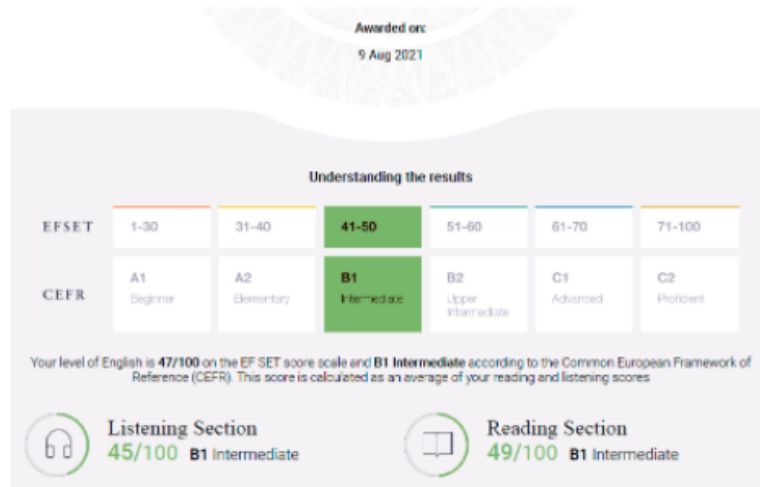 Awarded on:
9 Aug 2021
Understanding the results
EFSET 1-30 31-40 41-50 51-60 61-70 71-100
CEFR A1 A2 B1 B2 C1 C2
Beginner Elementary Intermediate Upper Advanced Proficient
Intermediate
Your level of English is 47/100 on the EF SET score scale and B1 Intermediate according to the Common European Framework of
Reference (CEFR). This score is calculated as an average of your reading and listening scores
Listening Section Reading Section
45/100 B1 Intermediate 49/100 B1 Intermediate